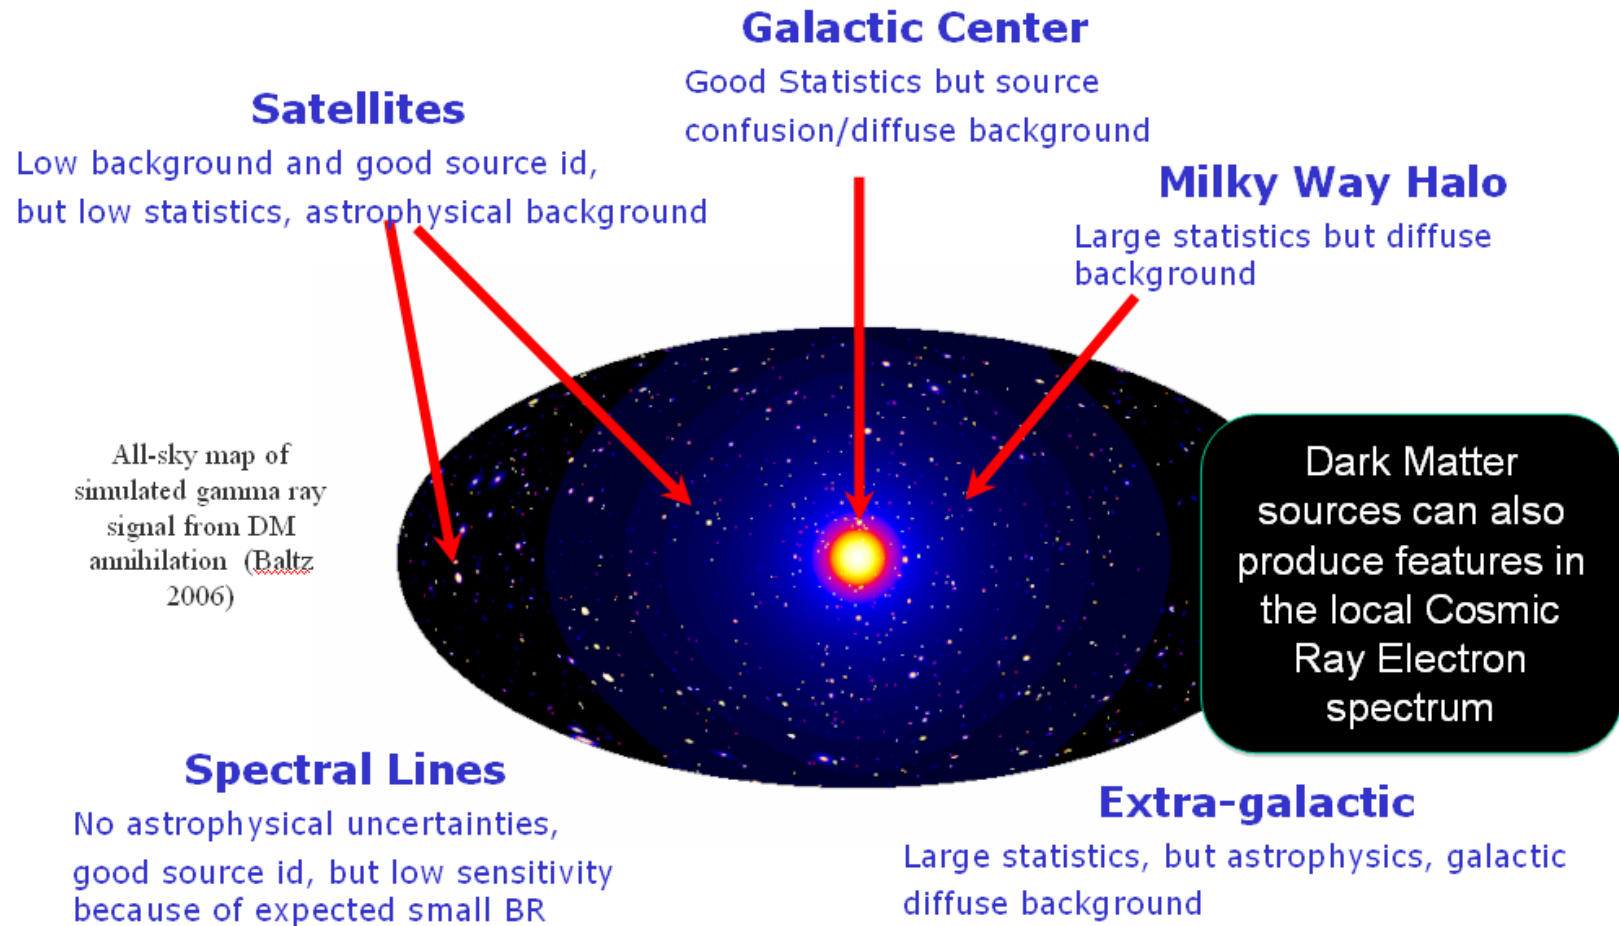 Galactic Center
Good Statistics but source
confusion/diffuse background
Satellites
Low background and good source id,
but low statistics, astrophysical background
Milky Way Halo
Large statistics but diffuse
background
All-sky map of
simulated gamma ray
signal from DM
annihilation (Baltz
2006)
Dark Matter
sources can also
produce features in
the local Cosmic
Ray Electron
spectrum
Spectral Lines
No astrophysical uncertainties,
good source id, but low sensitivity
because of expected small BR
Extra-galactic
Large statistics, but astrophysics, galactic
diffuse background